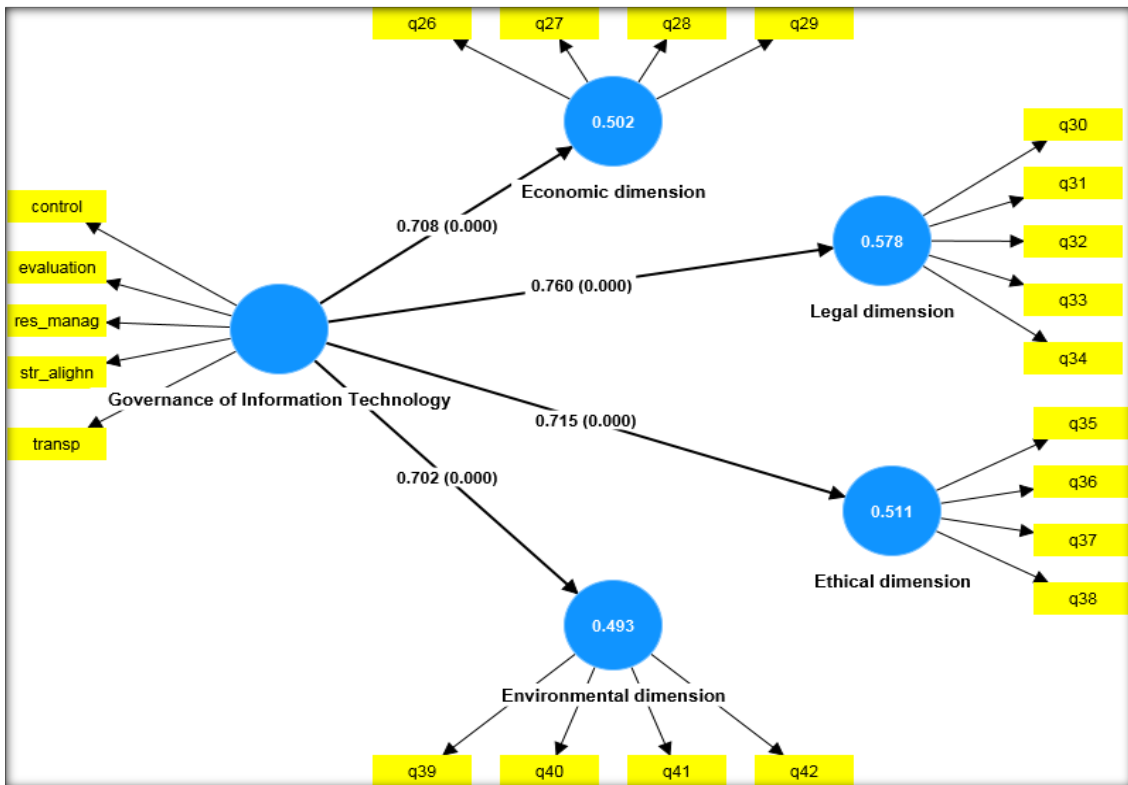 q26
q27
q28
q29
0.502
Economic dimension
q30
q31
q32
q33
q34
0.578
Legal dimension
control
evaluation
res_manag
str_alighn
transp
Governance of Information Technology
0.708 (0.000)
0.760 (0.000)
0.715 (0.000)
0.702 (0.000)
q35
q36
q37
q38
0.511
Ethical dimension
0.493
Environmental dimension
q39
q40
q41
q42